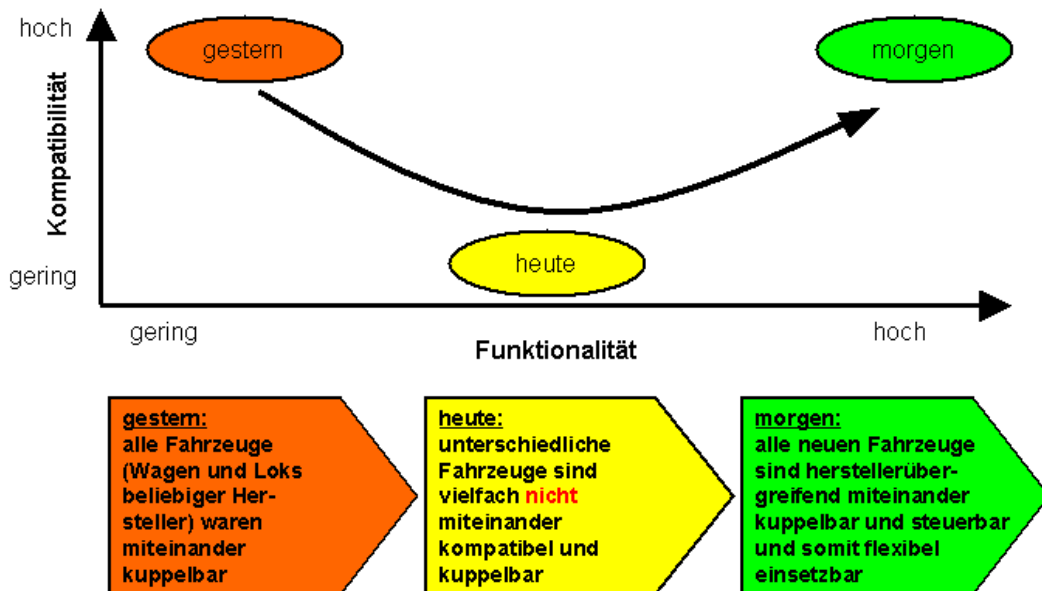 hoch
gestern
morgen
Kompatibilität
heute
gering
gering
hoch
Funktionalität
gestern:
alle Fahrzeuge
(Wagen und Loks
beliebiger Her-
steller) waren
miteinander
kuppelbar
heute:
unterschiedliche
Fahrzeuge sind
vielfach nicht
miteinander
kompatibel und
kuppelbar
morgen:
alle neuen Fahrzeuge
sind herstellerüber-
greifend miteinander
kuppelbar und steuerbar
und somit flexibel
einsetzbar